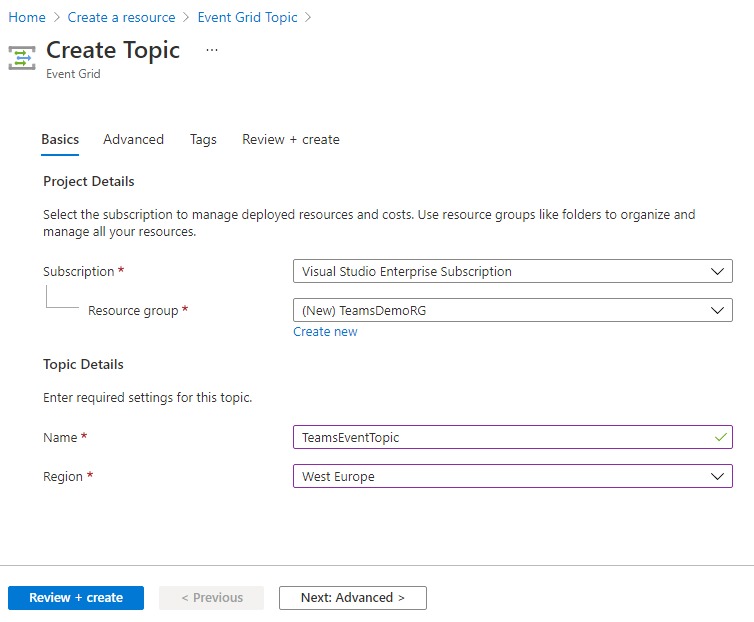 Home > Create a resource > Event Grid Topic >
Create Topic ...
Event Grid
Basics Advanced Tags Review + create
Project Details
Select the subscription to manage deployed resources and costs. Use resource groups like folders to organize and
manage all your resources.
Subscription * Visual Studio Enterprise Subscription
Resource group * (New) TeamsDemoRG
Create new
Topic Details
Enter required settings for this topic.
Name * TeamsEventTopic
Region * West Europe
Review + create < Previous Next: Advanced >